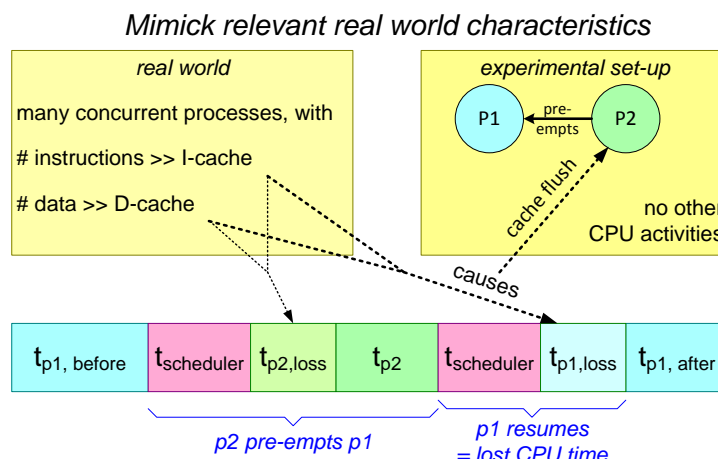 Mimick relevant real world characteristics
real world
many concurrent processes, with
# instructions >> I-cache
# data >> D-cache
experimental set-up
P1
pre-
empts
P2
cache flush
no other
CPU activities
causes
tp1, before
tscheduler
tp2,loss
tp2
tscheduler
tp1,loss
tp1, after
p2 pre-empts p1
p1 resumes
= lost CPU time